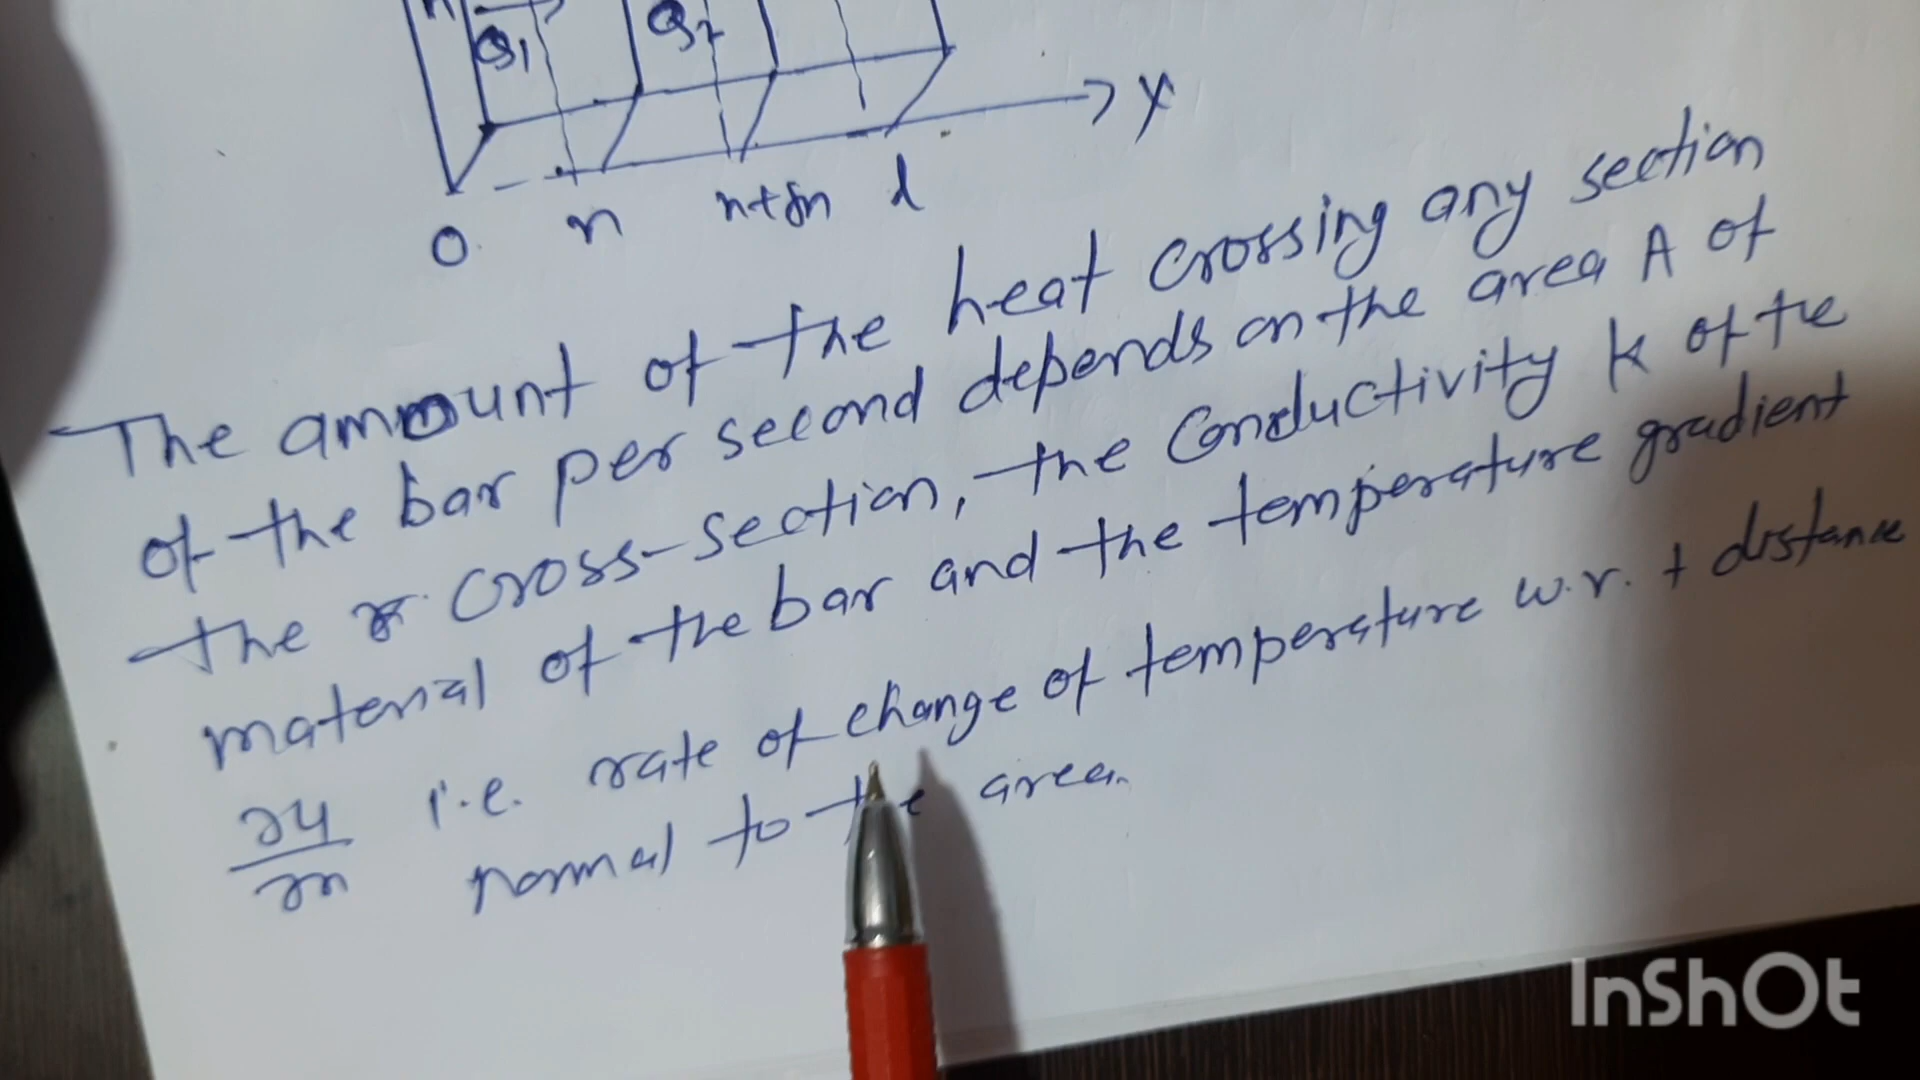 Q1 Q2
X
0 x x+δx l
The amount of the heat crossing any section
of the bar per second depends on the area A of
the cross-section, the Conductivity K of the
material of the bar and the temperature gradient
∂u/∂x i.e. rate of change of temperature w.r.t distance
normal to the area.
InShOt